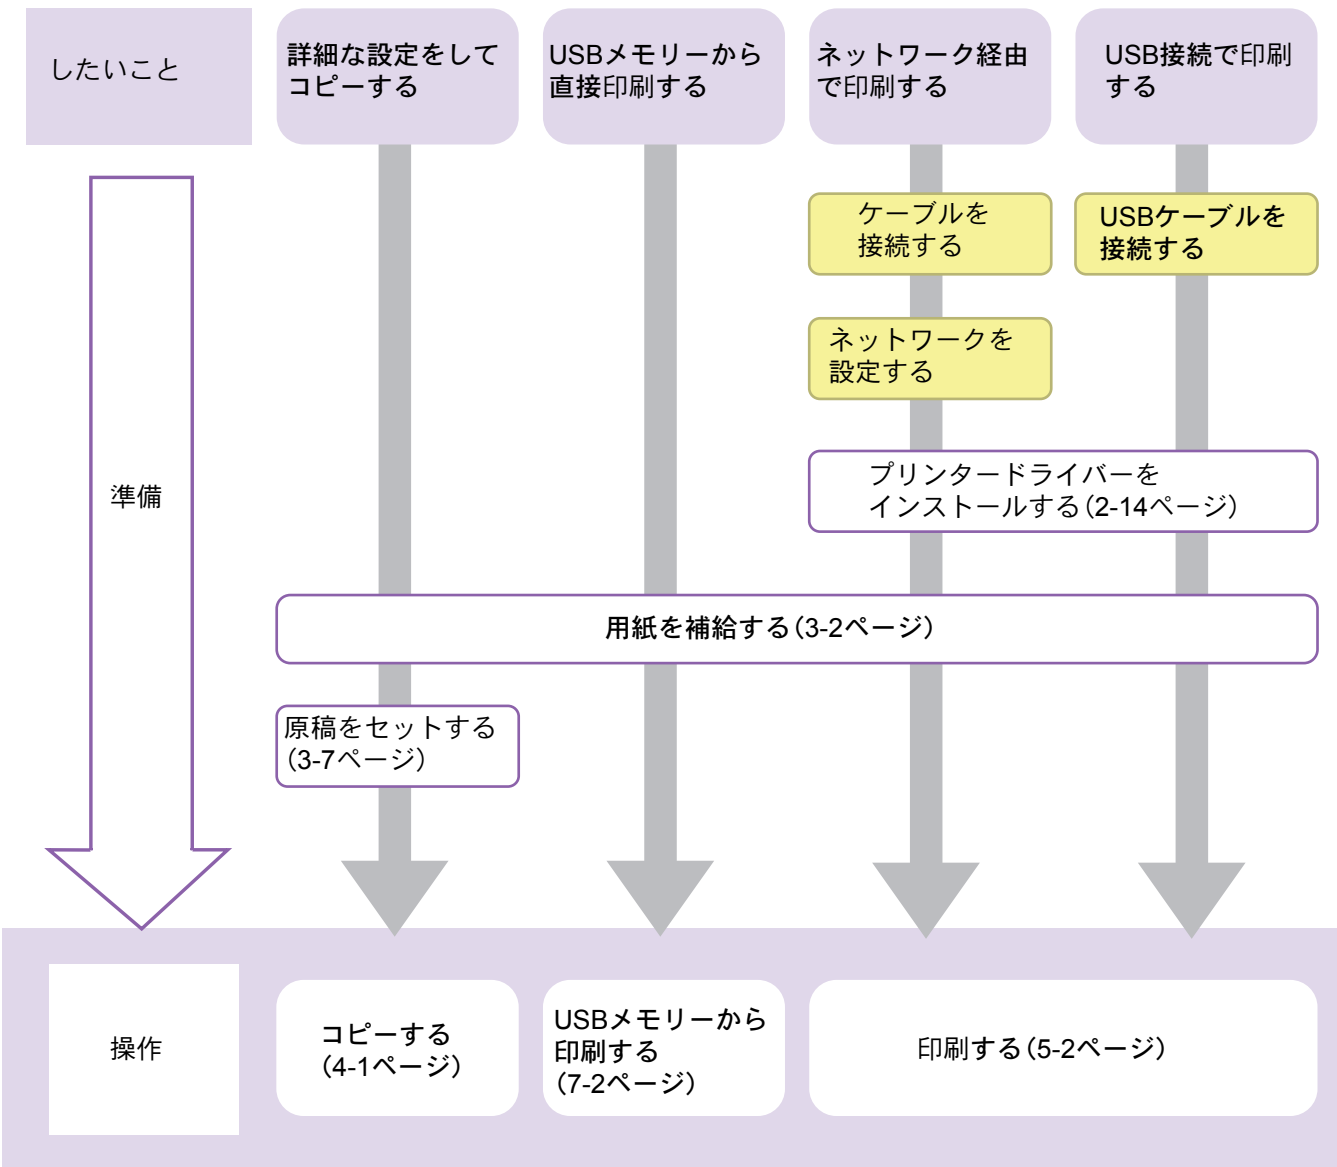 したいこと
詳細な設定をして
コピーする
USBメモリーから
直接印刷する
ネットワーク経由
で印刷する
USB接続で印刷
する
準備
ケーブルを
接続する
USBケーブルを
接続する
ネットワークを
設定する
プリンタードライバーを
インストールする(2-14ページ)
用紙を補給する(3-2ページ)
原稿をセットする
(3-7ページ)
操作
コピーする
(4-1ページ)
USBメモリーから
印刷する
(7-2ページ)
印刷する(5-2ページ)